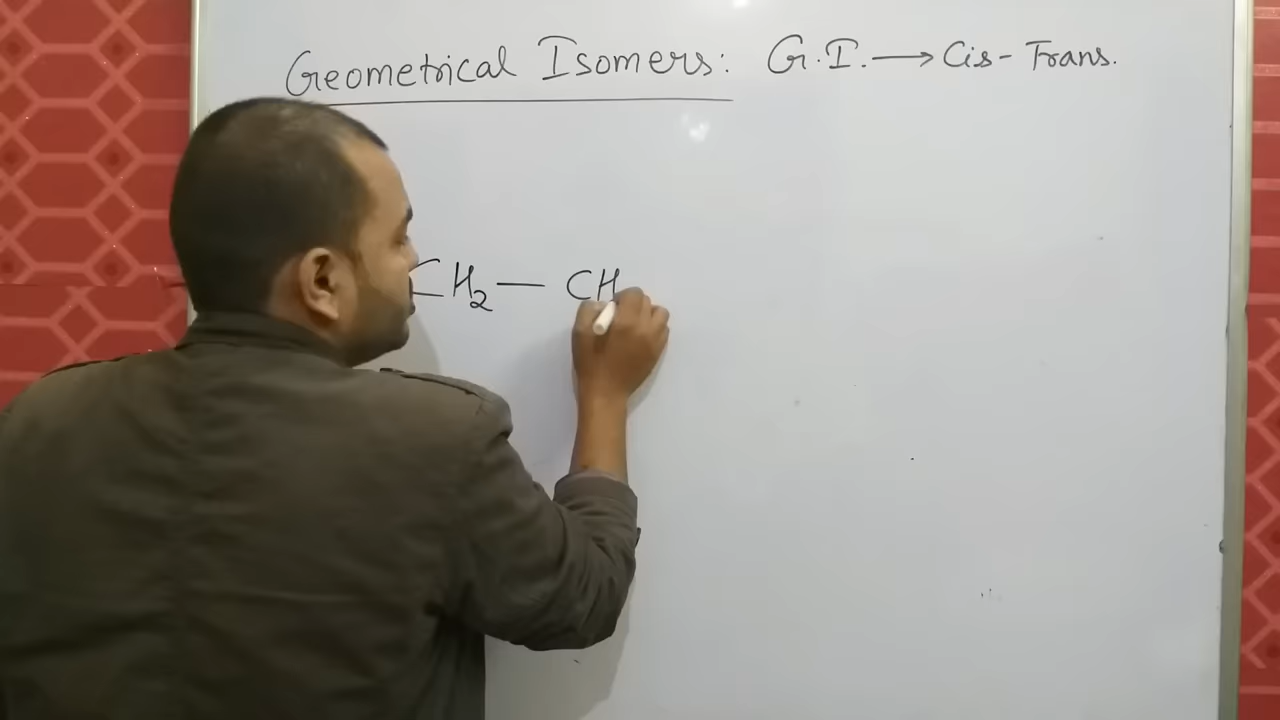 Geometrical Isomers: G.I. → Cis - Trans.
CH₂ — CH